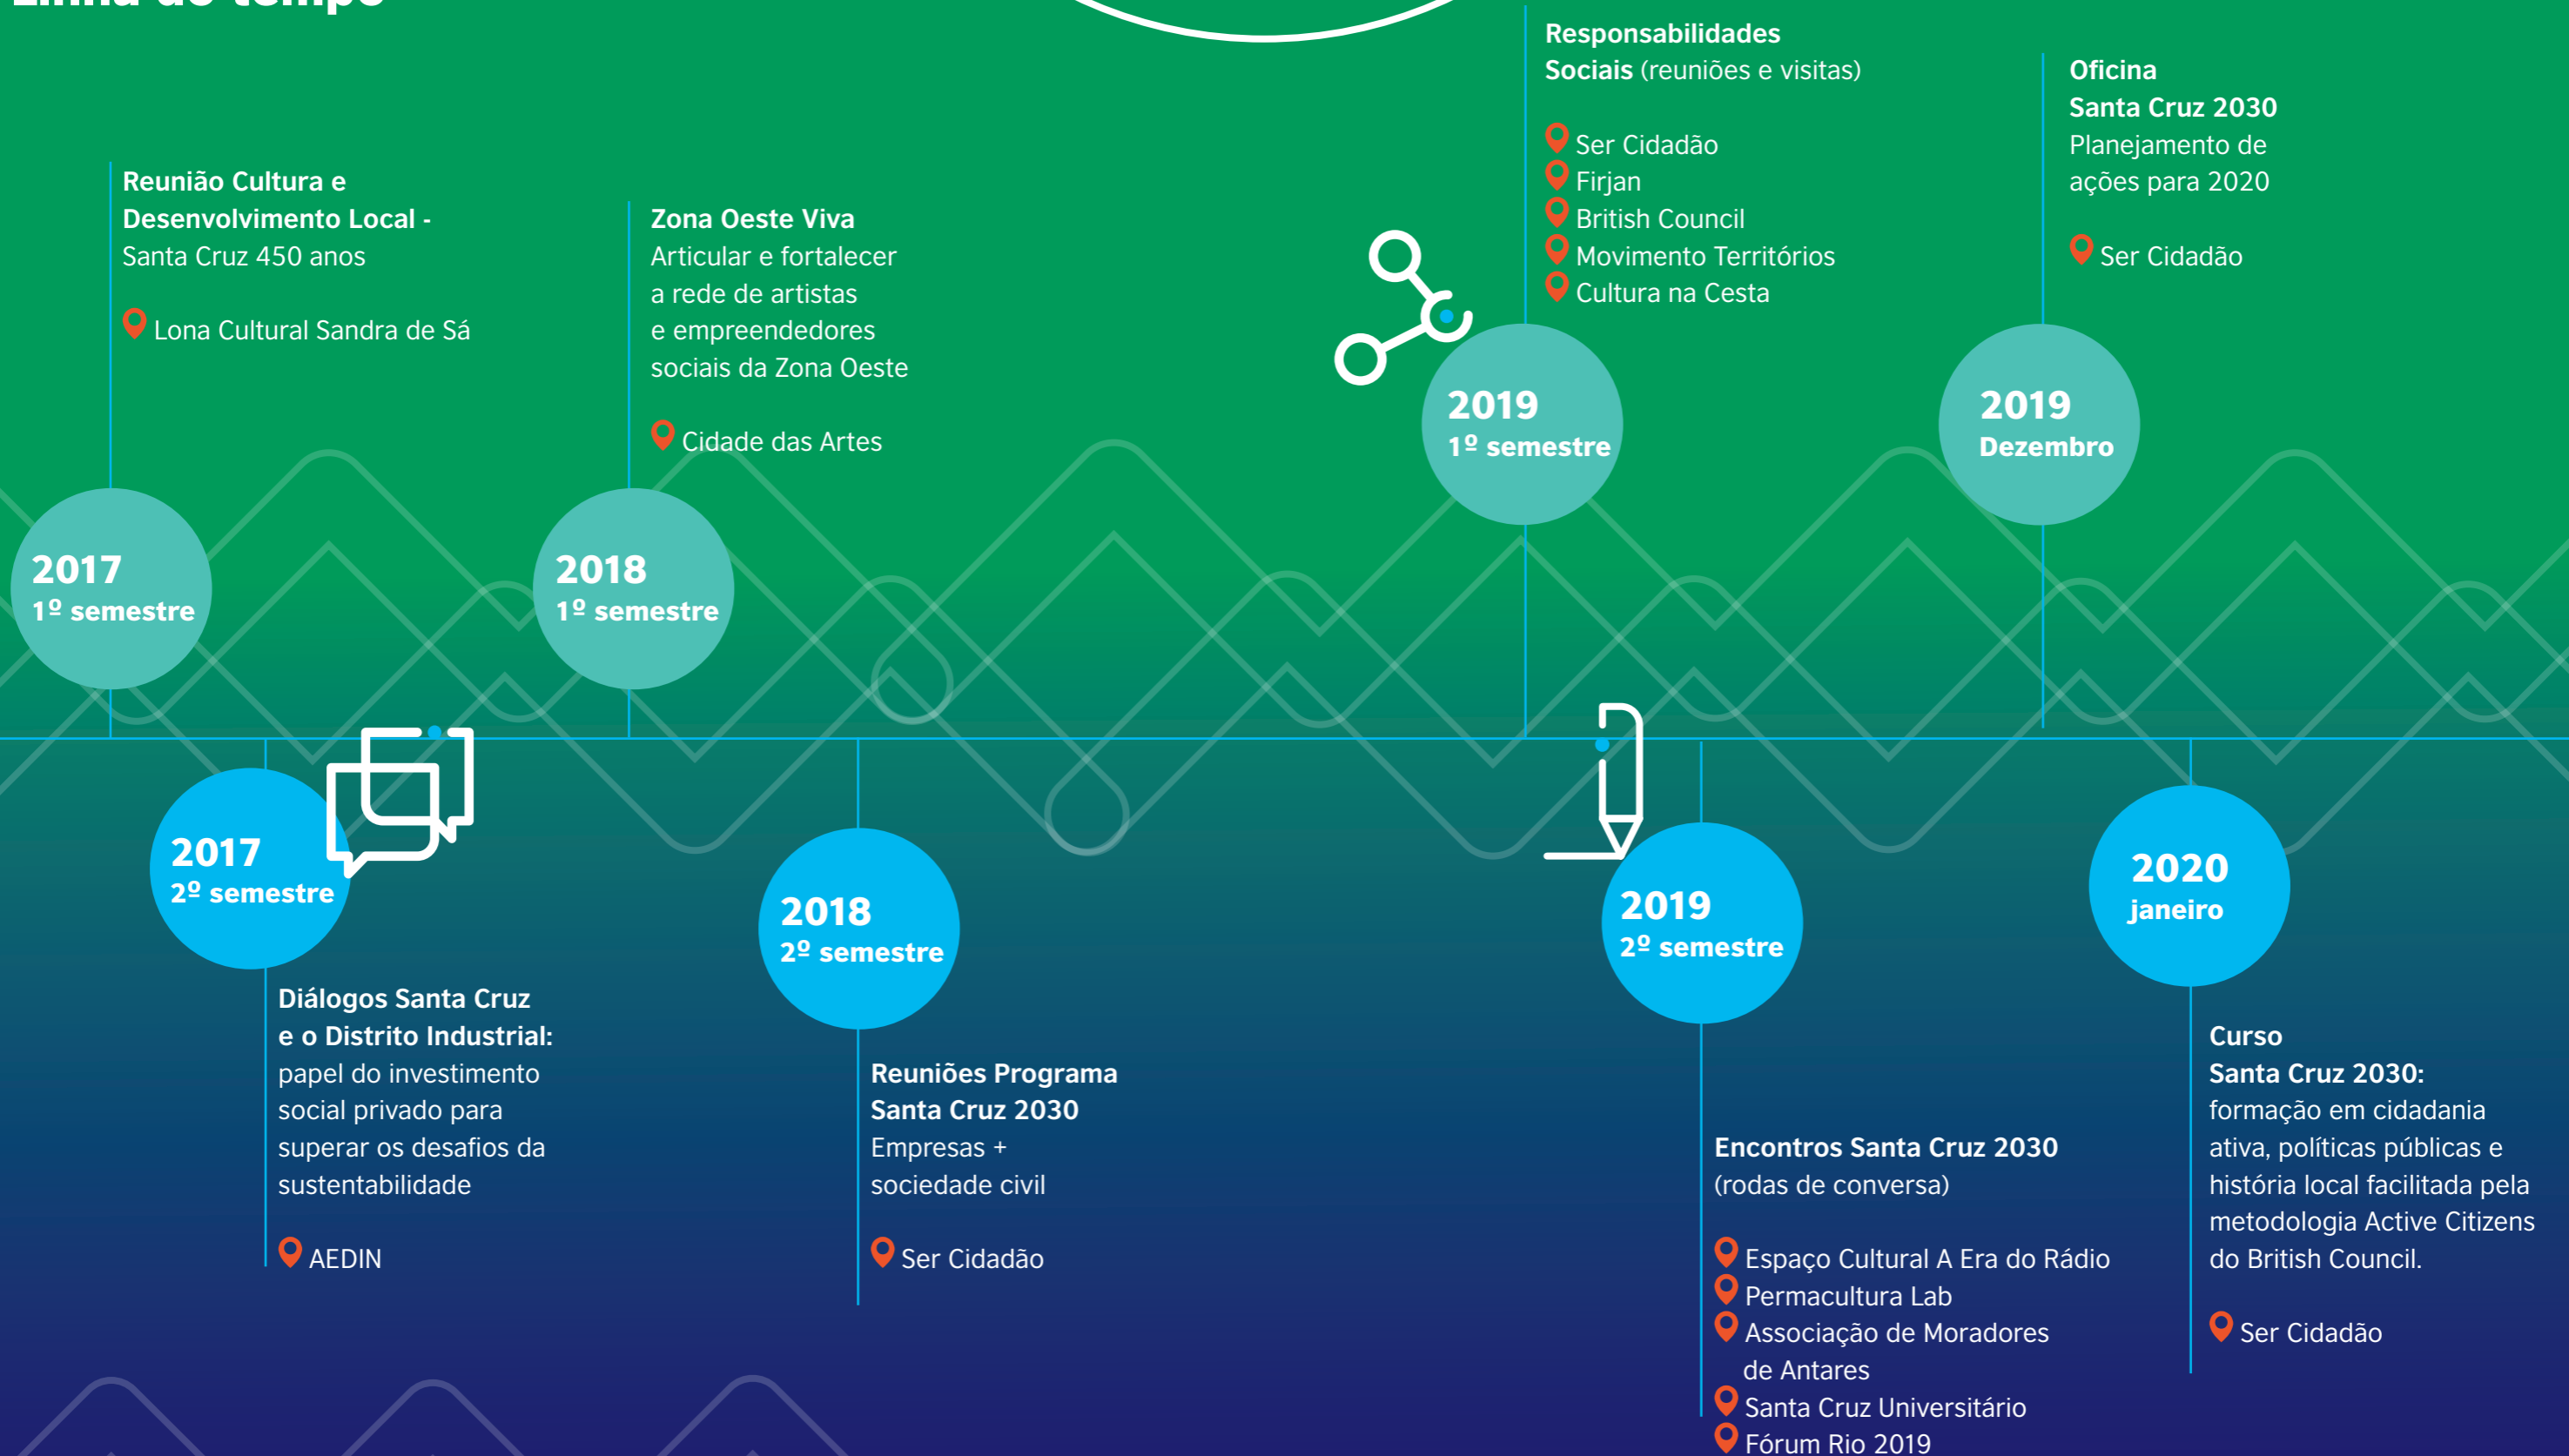 Linha do tempo
Reunião Cultura e
Desenvolvimento Local -
Santa Cruz 450 anos
Lona Cultural Sandra de Sá
2017
1º semestre
2017
2º semestre
Diálogos Santa Cruz
e o Distrito Industrial:
papel do investimento
social privado para
superar os desafios da
sustentabilidade
AEDIN
Zona Oeste Viva
Articular e fortalecer
a rede de artistas
e empreendedores
sociais da Zona Oeste
Cidade das Artes
2018
1º semestre
2018
2º semestre
Reuniões Programa
Santa Cruz 2030
Empresas +
sociedade civil
Ser Cidadão
Responsabilidades
Sociais (reuniões e visitas)
Ser Cidadão
Firjan
British Council
Movimento Territórios
Cultura na Cesta
2019
1º semestre
2019
2º semestre
Encontros Santa Cruz 2030
(rodas de conversa)
Espaço Cultural A Era do Rádio
Permacultura Lab
Associação de Moradores
de Antares
Santa Cruz Universitário
Fórum Rio 2019
Oficina
Santa Cruz 2030
Planejamento de
ações para 2020
Ser Cidadão
2019
Dezembro
2020
janeiro
Curso
Santa Cruz 2030:
formação em cidadania
ativa, políticas públicas e
história local facilitada pela
metodologia Active Citizens
do British Council.
Ser Cidadão